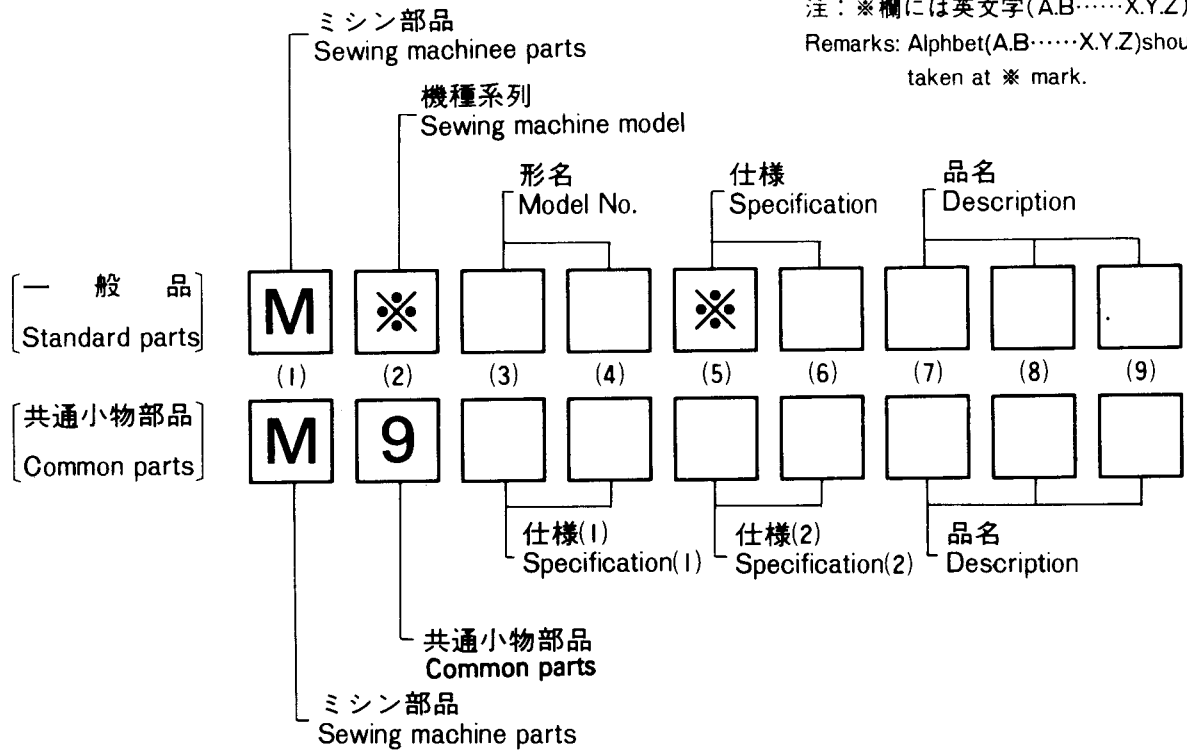 ミシン部品
Sewing machinee parts
注：※欄には英文字(A.B……X.Y.Z)
Remarks: Alphbet(A.B……X.Y.Z)shou
taken at ※ mark.
機種系列
Sewing machine model
形名
Model No.
仕様
Specification
品名
Description
一般品
Standard parts
M ※ ※
(1) (2) (3) (4) (5) (6) (7) (8) (9)
共通小物部品
Common parts
M 9
仕様(1)
Specification(1)
仕様(2)
Specification(2)
品名
Description
共通小物部品
Common parts
ミシン部品
Sewing machine parts